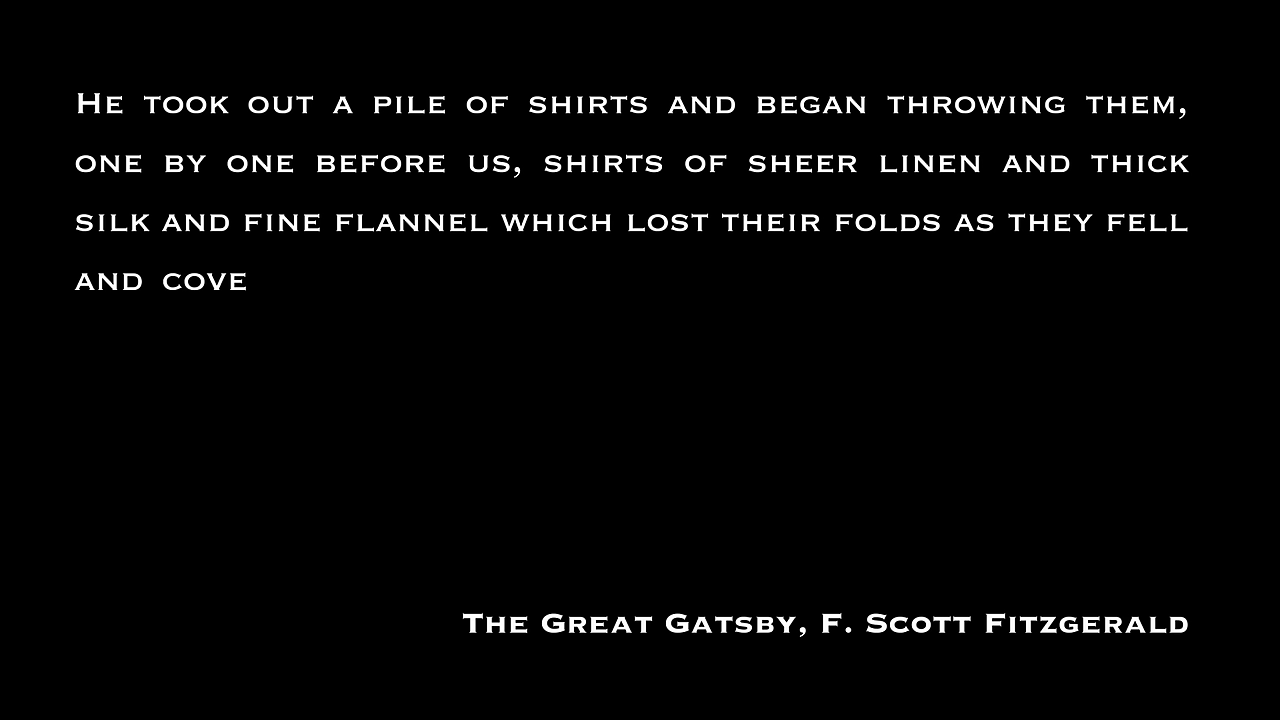 He took out a pile of shirts and began throwing them,
one by one before us, shirts of sheer linen and thick
silk and fine flannel which lost their folds as they fell
and cove
The Great Gatsby, F. Scott Fitzgerald